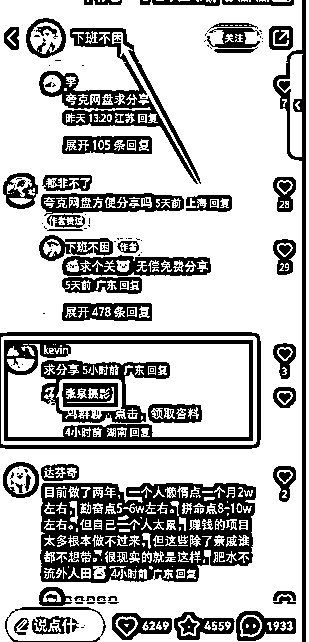 下班不困
关注
李
夸克网盘求分享
昨天 13:20 江苏 回复
7
展开 105 条回复
都非不了
夸克网盘方便分享吗 5天前 上海 回复
作者赞过
28
下班不困 作者
求个关 无偿免费分享
5天前 广东 回复
29
展开 478 条回复
kevin
求分享 5小时前 广东 回复
3
张泉摄影
点击, 领取资料
4小时前 湖南 回复
达芬奇
目前做了两年,一个人懒惰点一个月2w
左右,勤奋点5-6w左右,拼命点8-10w
左右,但自己一个人太累,赚钱的项目
太多根本做不过来,但这些除了亲戚谁
都不想带,很现实的就是这样,肥水不
流外人田 4小时前 广东 回复
2
说点什
6249
4559
1933